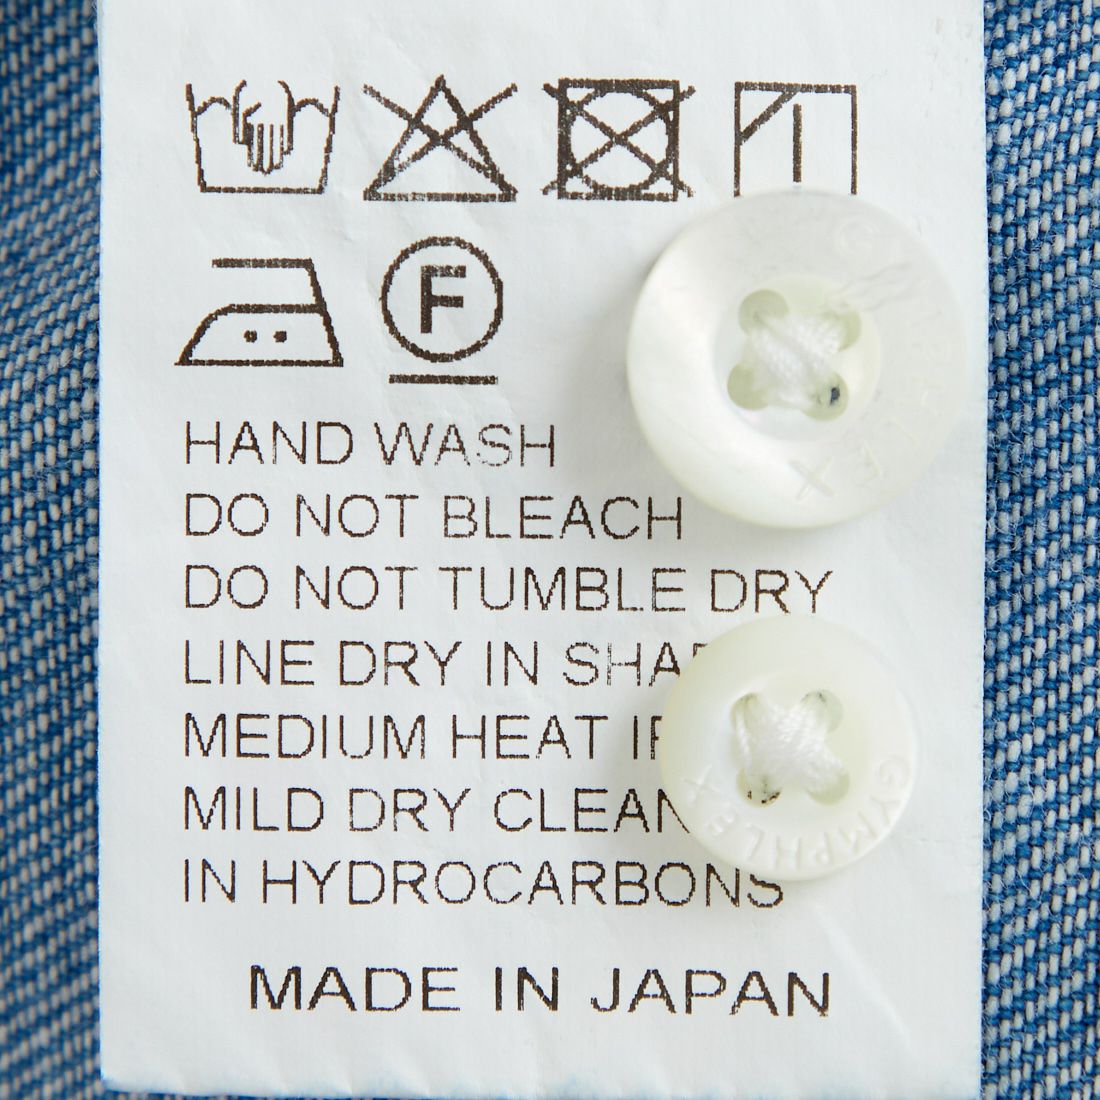 F
HAND WASH
DO NOT BLEACH
DO NOT TUMBLE DRY
LINE DRY IN
MEDIUM HEAT
MILD DRY CLEAN
IN HYDROCARBONS
MADE IN JAPAN
GYMPHLEX